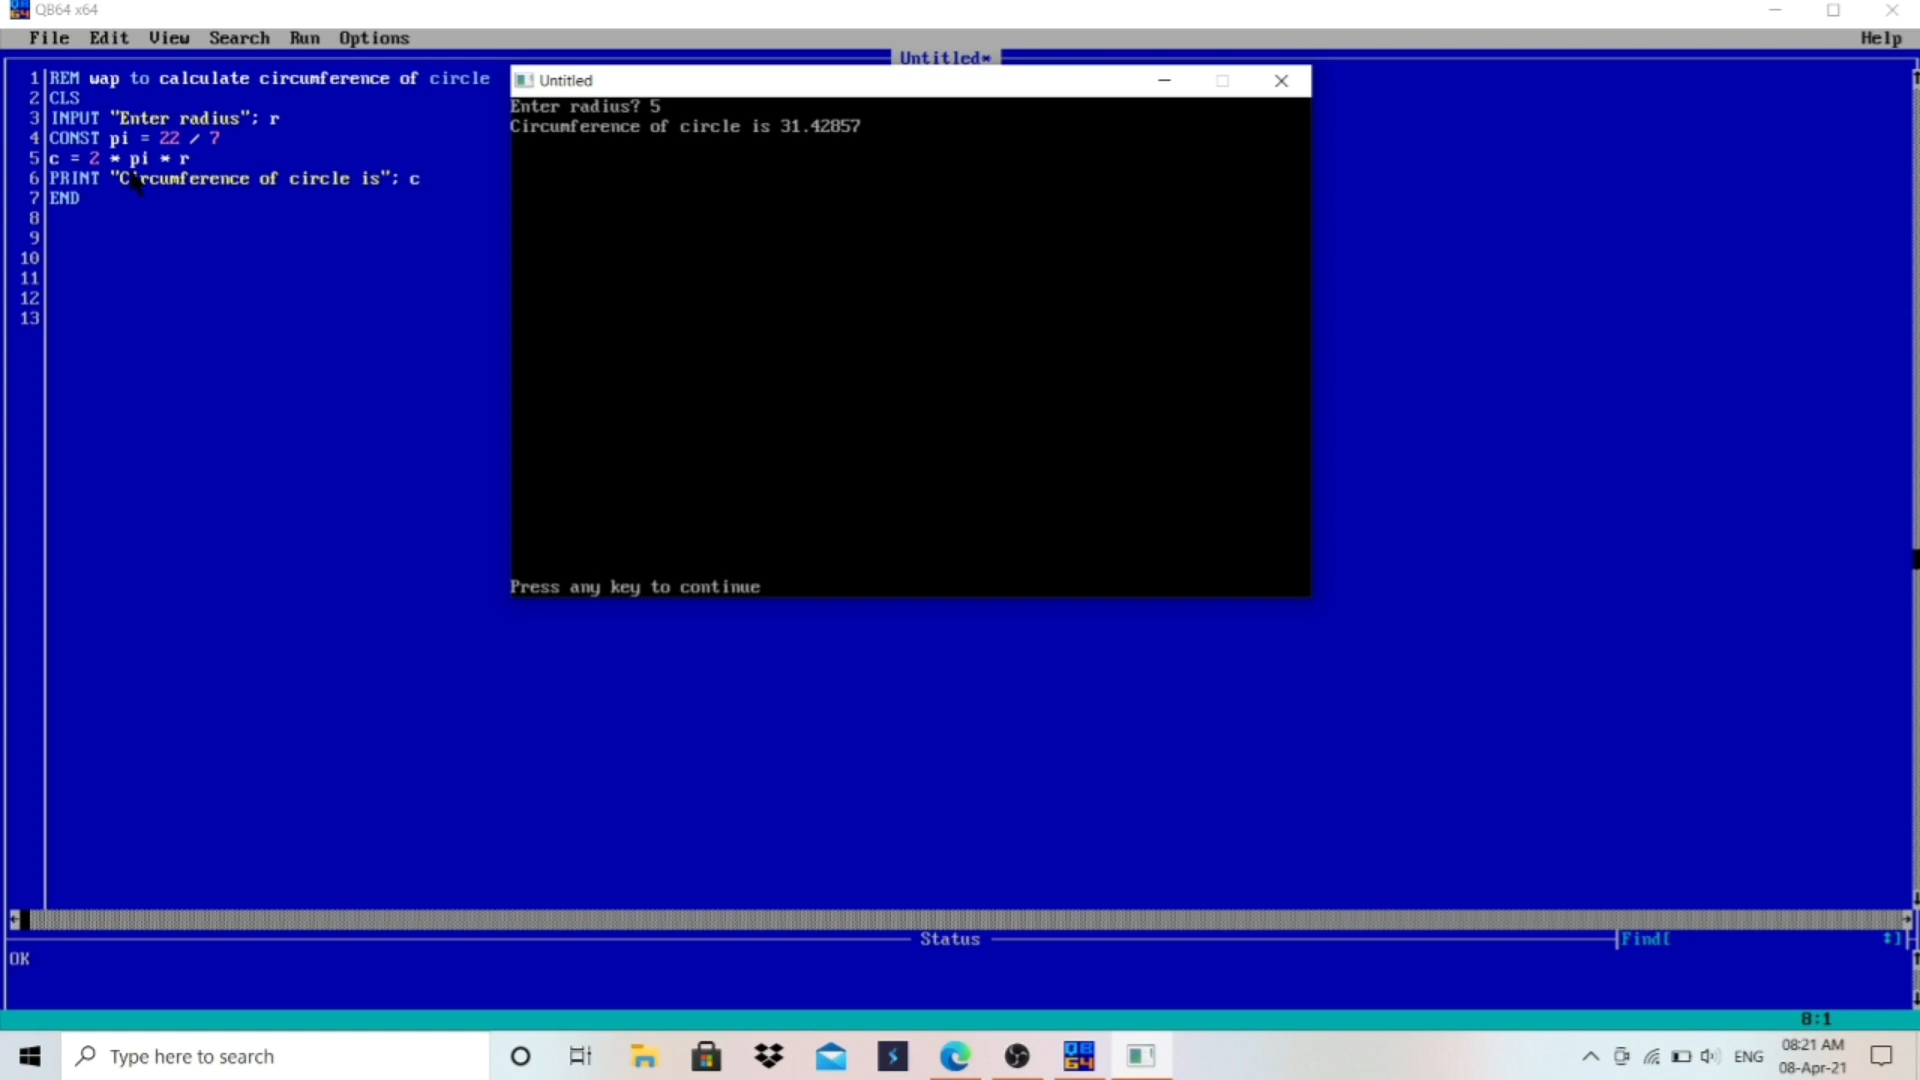 QB64 x64
File Edit View Search Run Options Help
Untitled*
1 REM wap to calculate circumference of circle
2 CLS
3 INPUT "Enter radius"; r
4 CONST pi = 22 / 7
5 c = 2 * pi * r
6 PRINT "Circumference of circle is"; c
7 END
8
9
10
11
12
13
Untitled
Enter radius? 5
Circumference of circle is 31.42857
Press any key to continue
Status
Find[ ]
OK
8:1
Type here to search
QB64
ENG
08:21 AM
08-Apr-21